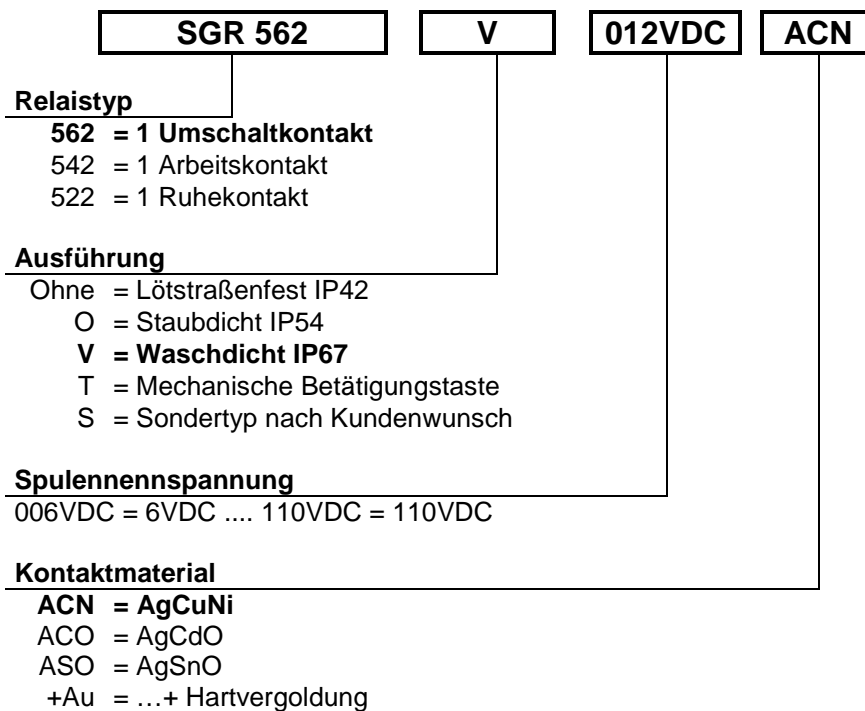 SGR 562 V 012VDC ACN
Relaistyp
562 = 1 Umschaltkontakt
542 = 1 Arbeitskontakt
522 = 1 Ruhekontakt
Ausführung
Ohne = Lötstraßenfest IP42
O = Staubdicht IP54
V = Waschdicht IP67
T = Mechanische Betätigungstaste
S = Sondertyp nach Kundenwunsch
Spulennennspannung
006VDC = 6VDC .... 110VDC = 110VDC
Kontaktmaterial
ACN = AgCuNi
ACO = AgCdO
ASO = AgSnO
+Au = …+ Hartvergoldung